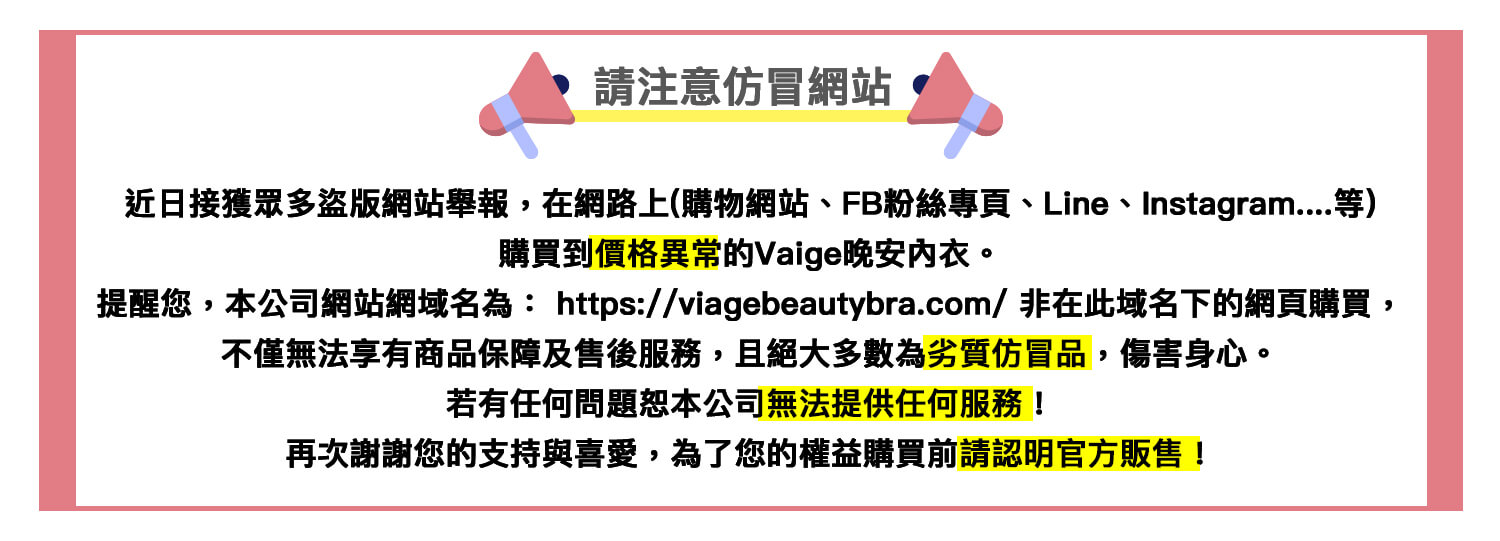 請注意仿冒網站
近日接獲眾多盜版網站舉報，在網路上(購物網站、FB粉絲專頁、Line、Instagram....等)
購買到價格異常的Vaige晚安內衣。
提醒您，本公司網站網域名為： https://viagebeautybra.com/ 非在此域名下的網頁購買，
不僅無法享有商品保障及售後服務，且絕大多數為劣質仿冒品，傷害身心。
若有任何問題恕本公司無法提供任何服務！
再次謝謝您的支持與喜愛，為了您的權益購買前請認明官方販售！